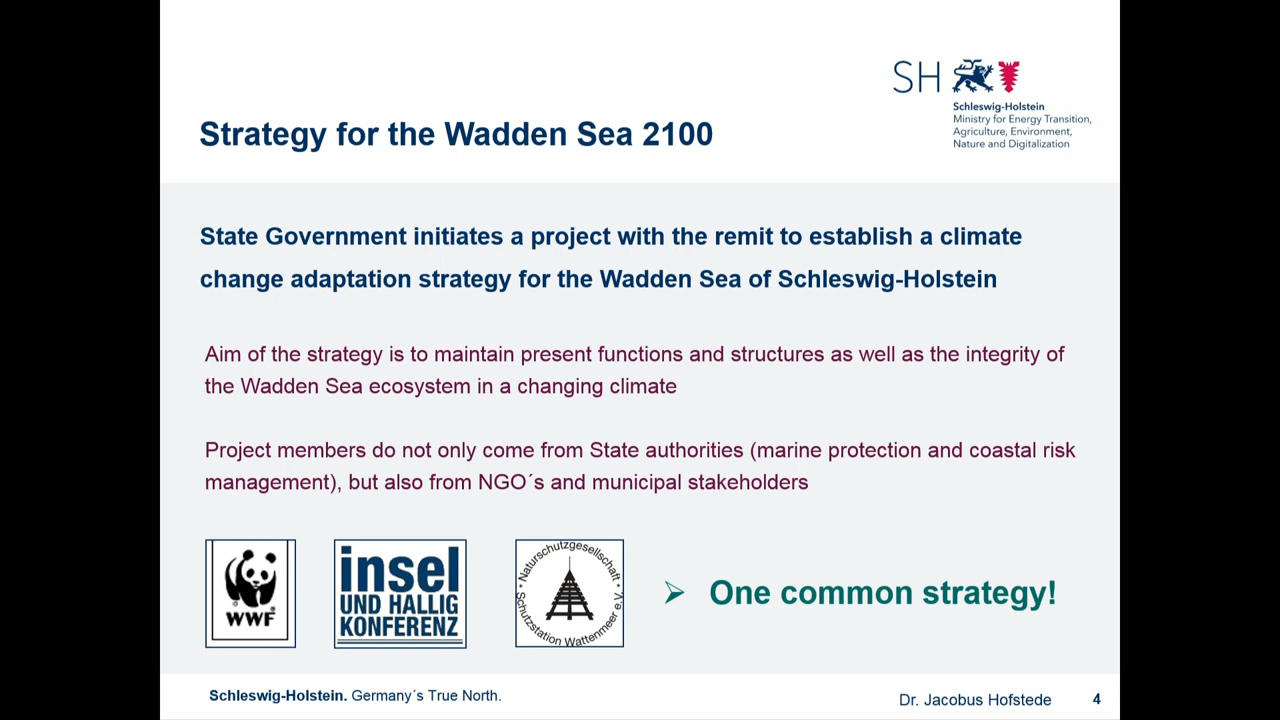 SH
Schleswig-Holstein
Ministry for Energy Transition,
Agriculture, Environment,
Nature and Digitalization
Strategy for the Wadden Sea 2100
State Government initiates a project with the remit to establish a climate
change adaptation strategy for the Wadden Sea of Schleswig-Holstein
Aim of the strategy is to maintain present functions and structures as well as the integrity of
the Wadden Sea ecosystem in a changing climate
Project members do not only come from State authorities (marine protection and coastal risk
management), but also from NGO´s and municipal stakeholders
WWF
insel
UND HALLIG
KONFERENZ
Naturschutzgesellschaft
Schutzstation Wattenmeer e.V.
➢ One common strategy!
Schleswig-Holstein. Germany´s True North.
Dr. Jacobus Hofstede 4